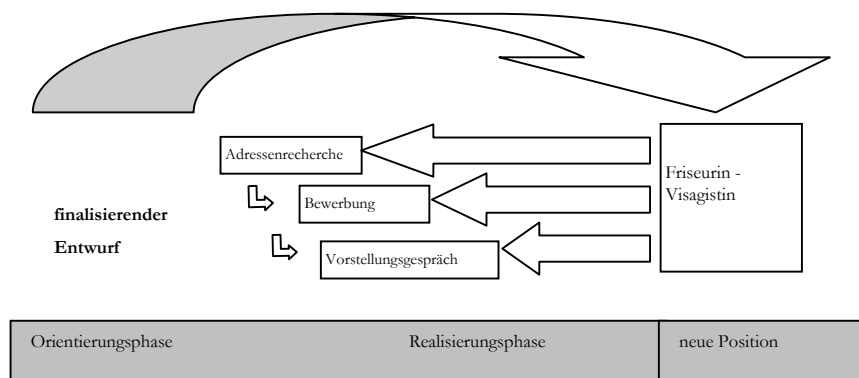 Adressenrecherche
Friseurin -
Visagistin
Bewerbung
finalisierender
Entwurf
Vorstellungsgespräch
Orientierungsphase
Realisierungsphase
neue Position